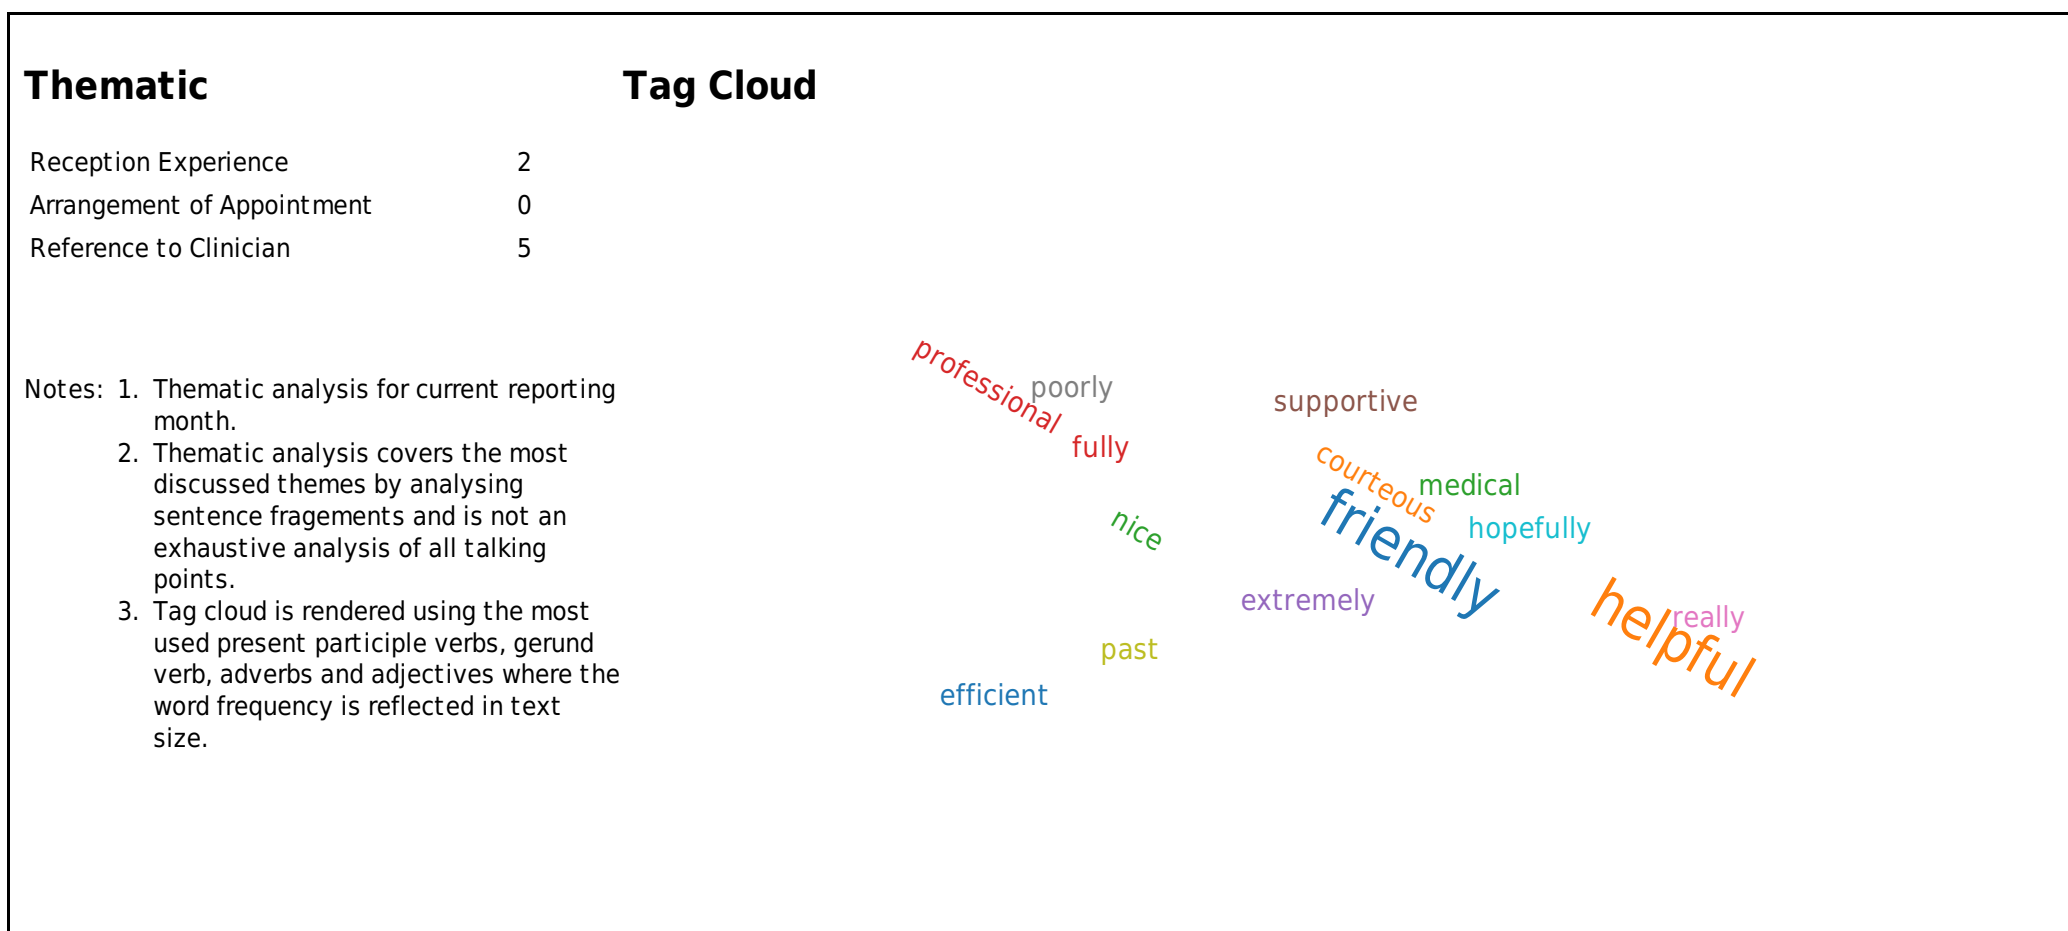 Thematic
Reception Experience 2
Arrangement of Appointment 0
Reference to Clinician 5
Notes: 1. Thematic analysis for current reporting
month.
2. Thematic analysis covers the most
discussed themes by analysing
sentence fragements and is not an
exhaustive analysis of all talking
points.
3. Tag cloud is rendered using the most
used present participle verbs, gerund
verb, adverbs and adjectives where the
word frequency is reflected in text
size.
Tag Cloud
professional
poorly
supportive
fully
courteous
medical
friendly
nice
hopefully
extremely
helpful
really
past
efficient